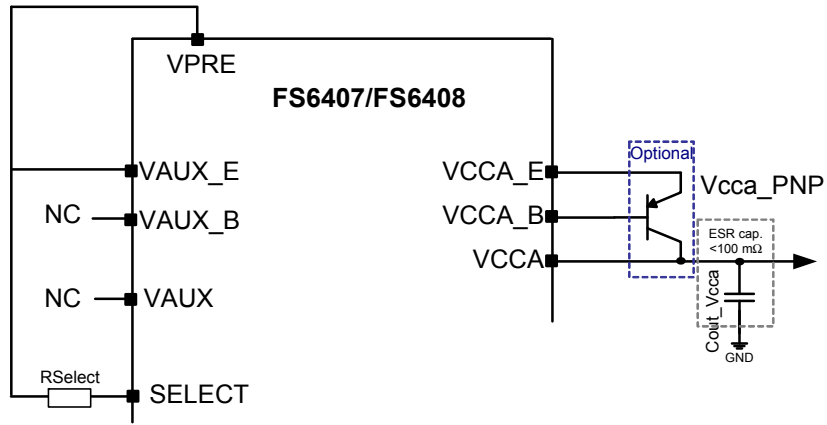 VPRE
FS6407/FS6408
VAUX_E
NC
VAUX_B
NC
VAUX
RSelect
SELECT
VCCA_E
VCCA_B
VCCA
Optional
Vcca_PNP
ESR cap.
<100 mΩ
Cout_Vcca
GND